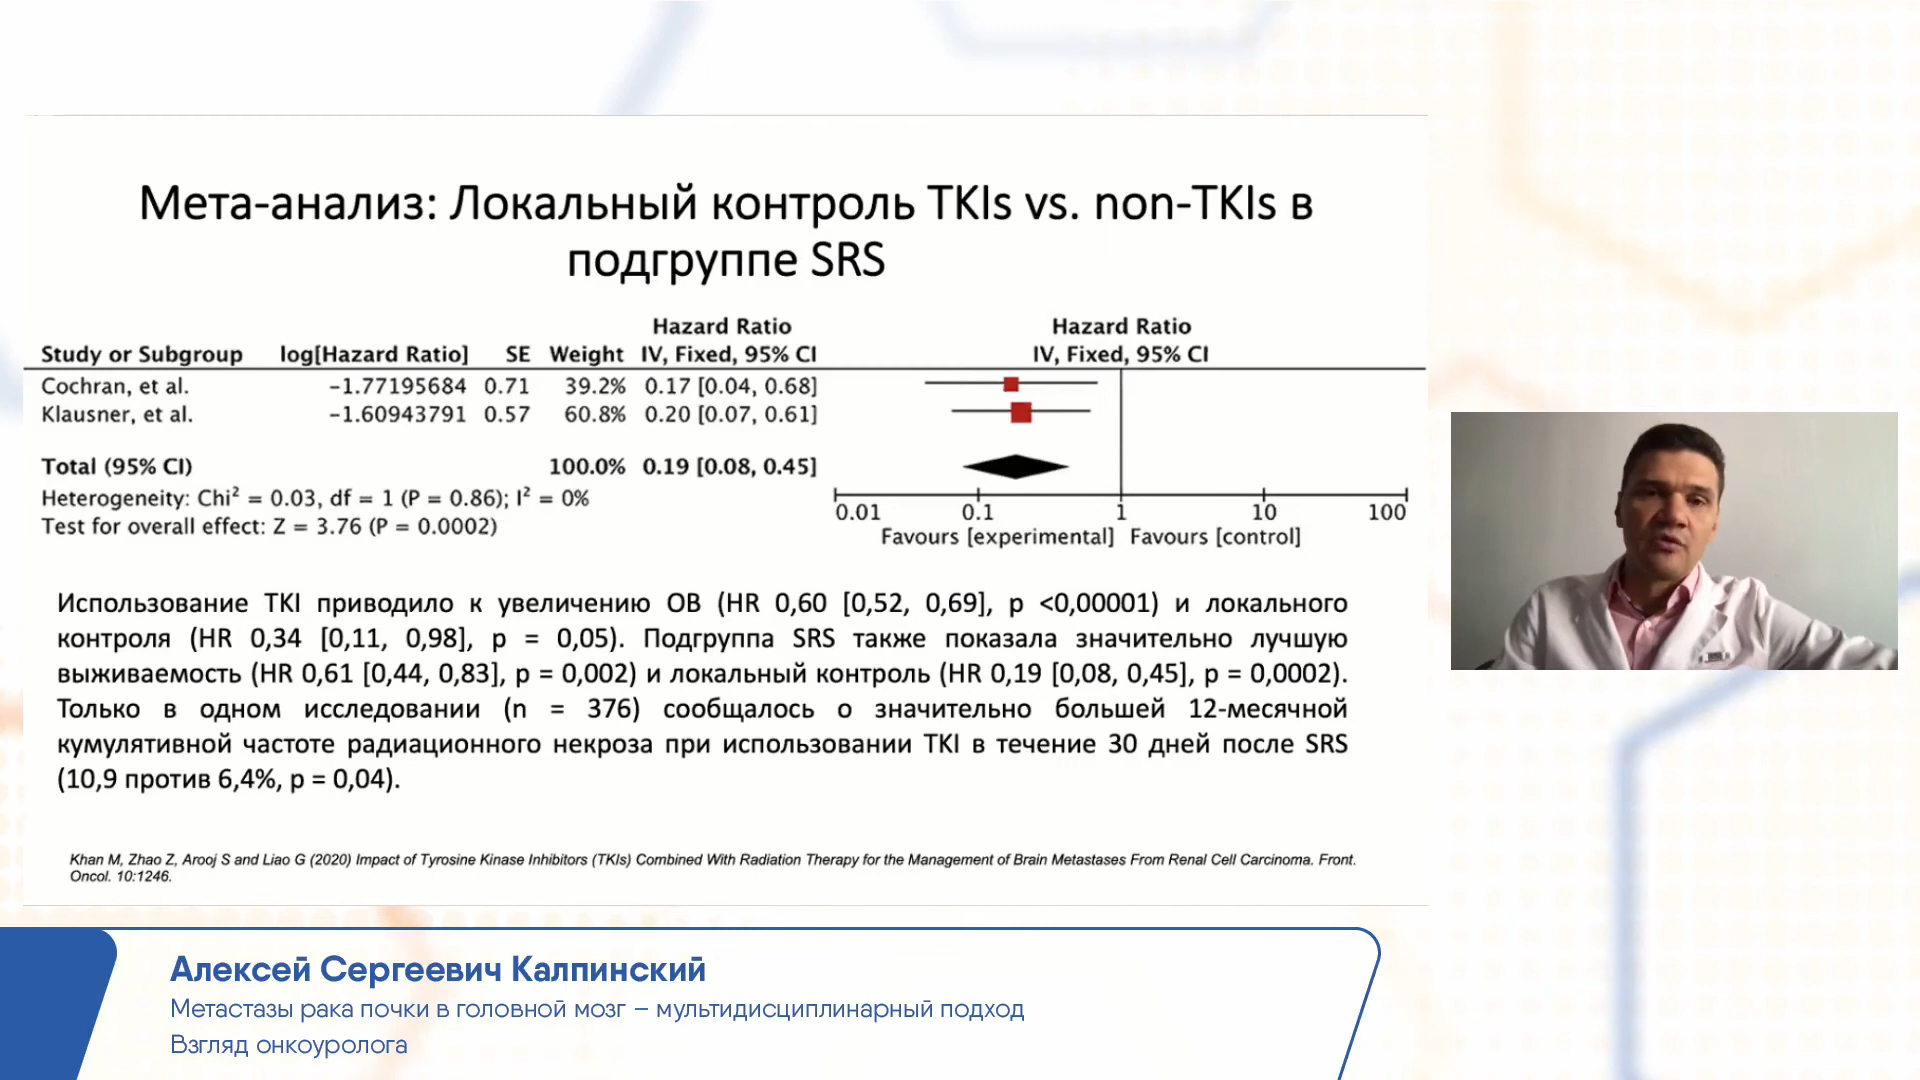 Мета-анализ: Локальный контроль TKIs vs. non-TKIs в
подгруппе SRS
Hazard Ratio Hazard Ratio
Study or Subgroup log[Hazard Ratio] SE Weight IV, Fixed, 95% CI IV, Fixed, 95% CI
Cochran, et al. −1.77195684 0.71 39.2% 0.17 [0.04, 0.68]
Klausner, et al. −1.60943791 0.57 60.8% 0.20 [0.07, 0.61]
Total (95% CI) 100.0% 0.19 [0.08, 0.45]
Heterogeneity: Chi² = 0.03, df = 1 (P = 0.86); I² = 0%
Test for overall effect: Z = 3.76 (P = 0.0002)
0.01 0.1 1 10 100
Favours [experimental] Favours [control]
Использование TKI приводило к увеличению ОВ (HR 0,60 [0,52, 0,69], p <0,00001) и локального
контроля (HR 0,34 [0,11, 0,98], p = 0,05). Подгруппа SRS также показала значительно лучшую
выживаемость (HR 0,61 [0,44, 0,83], p = 0,002) и локальный контроль (HR 0,19 [0,08, 0,45], p = 0,0002).
Только в одном исследовании (n = 376) сообщалось о значительно большей 12-месячной
кумулятивной частоте радиационного некроза при использовании TKI в течение 30 дней после SRS
(10,9 против 6,4%, p = 0,04).
Khan M, Zhao Z, Arooj S and Liao G (2020) Impact of Tyrosine Kinase Inhibitors (TKIs) Combined With Radiation Therapy for the Management of Brain Metastases From Renal Cell Carcinoma. Front.
Oncol. 10:1246.
Алексей Сергеевич Калпинский
Метастазы рака почки в головной мозг – мультидисциплинарный подход
Взгляд онкоуролога